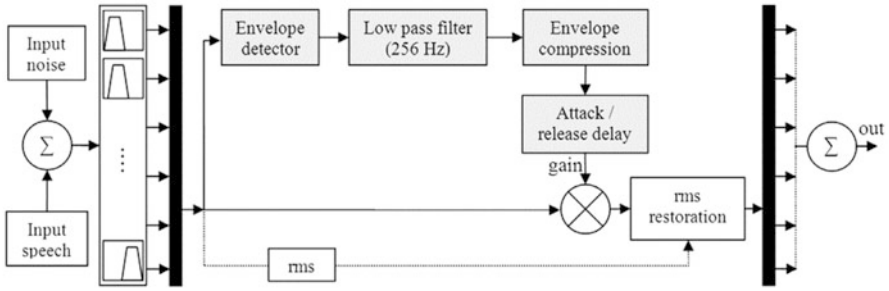 Input
noise
Σ
Input
speech
Envelope
detector
Low pass filter
(256 Hz)
Envelope
compression
Attack /
release delay
gain
rms
restoration
rms
Σ
out